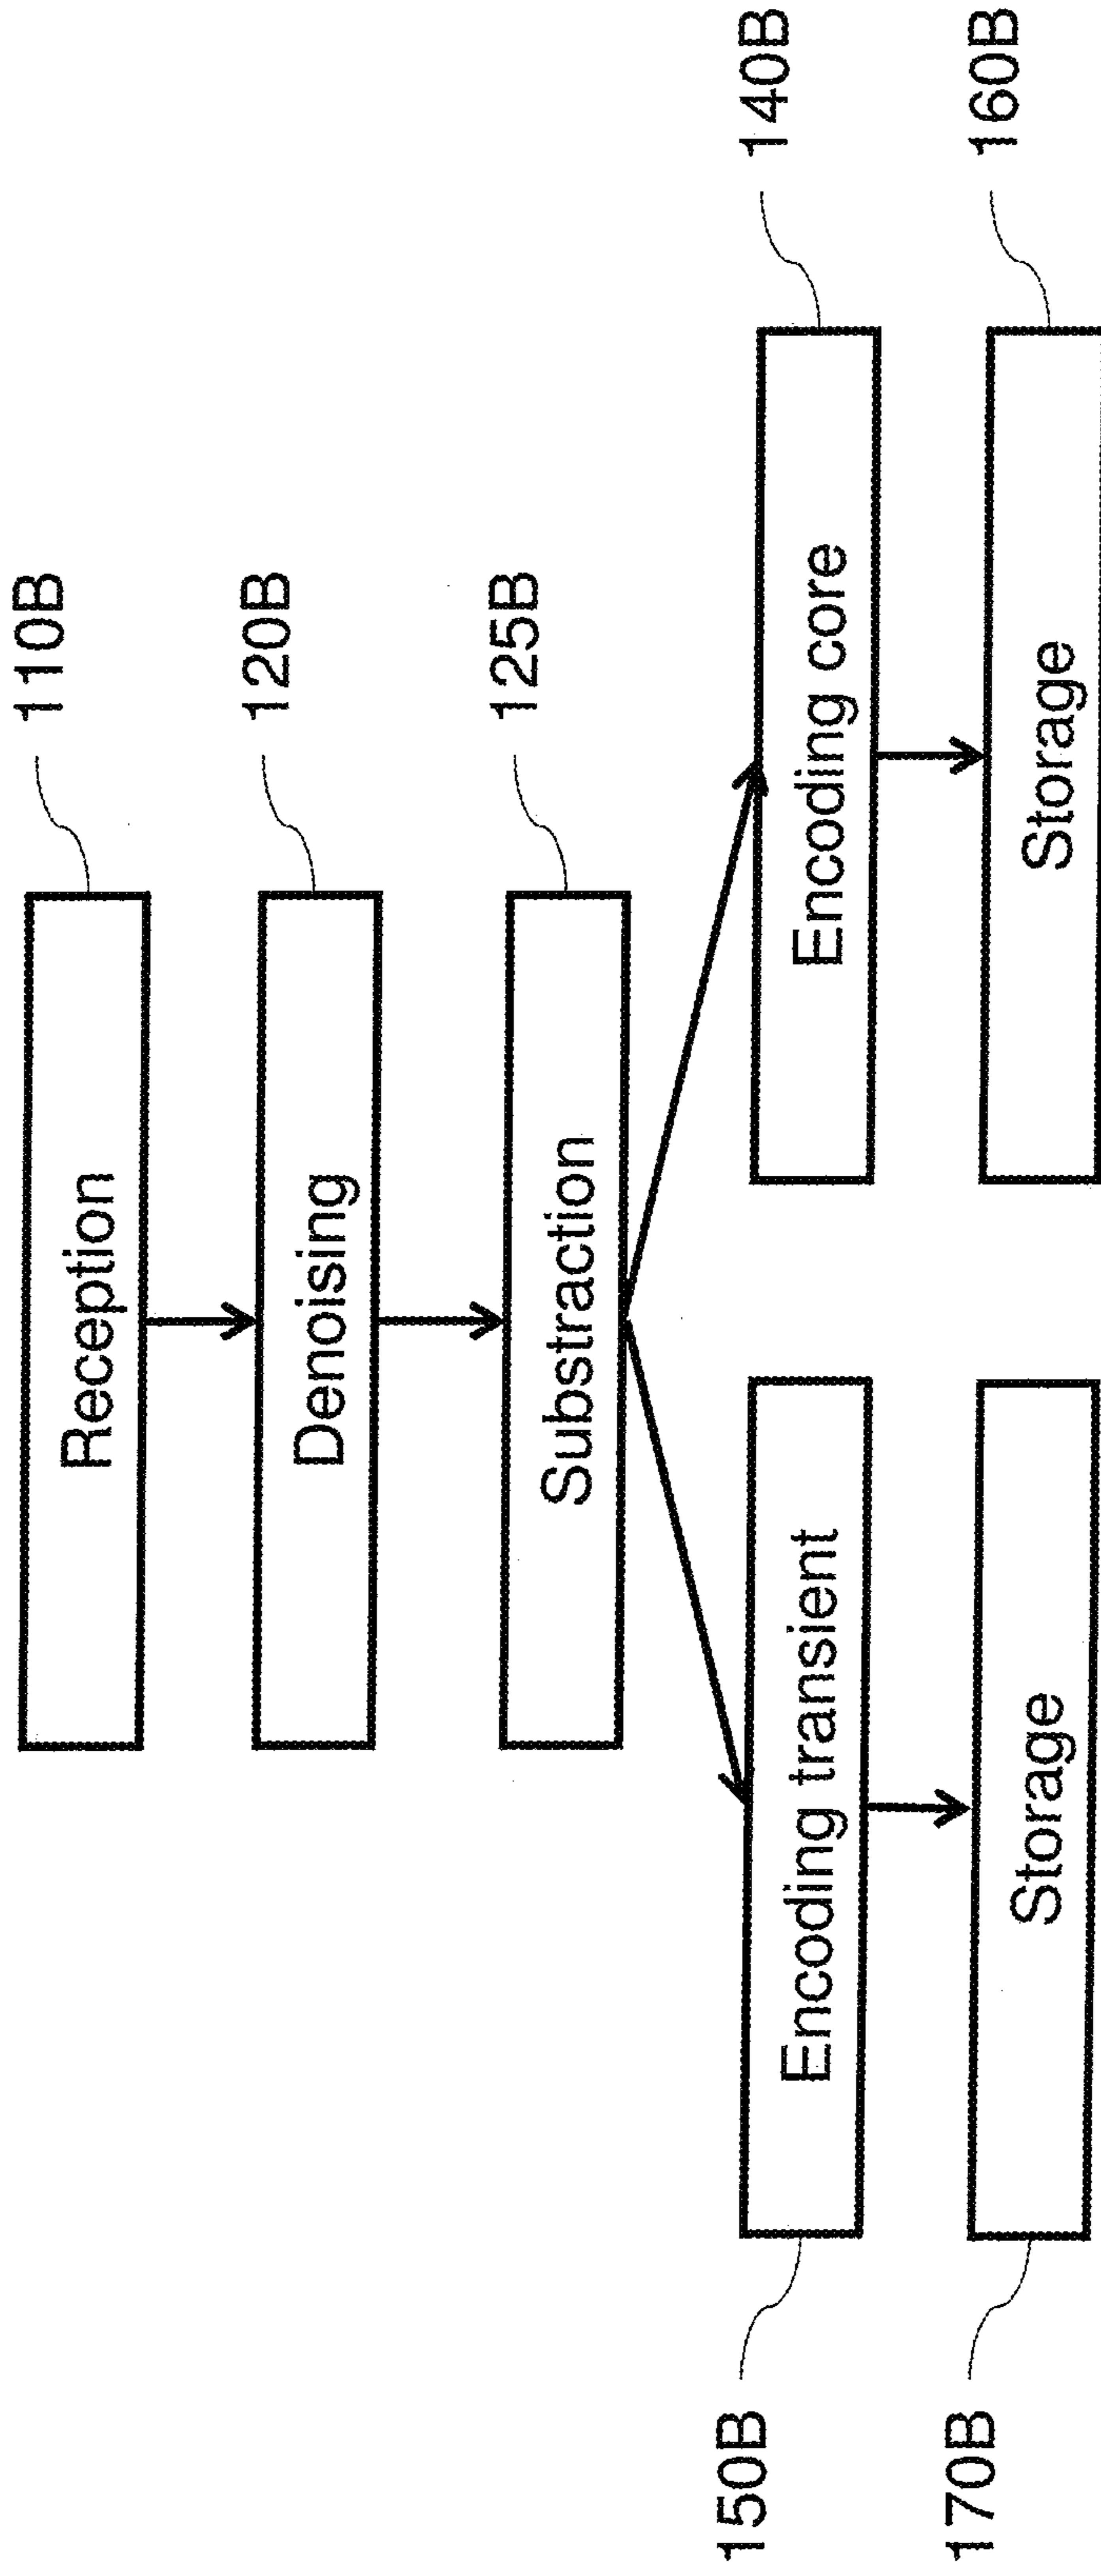 Reception
110B
Denoising
120B
Substraction
125B
Encoding transient
150B
Encoding core
140B
Storage
170B
Storage
160B